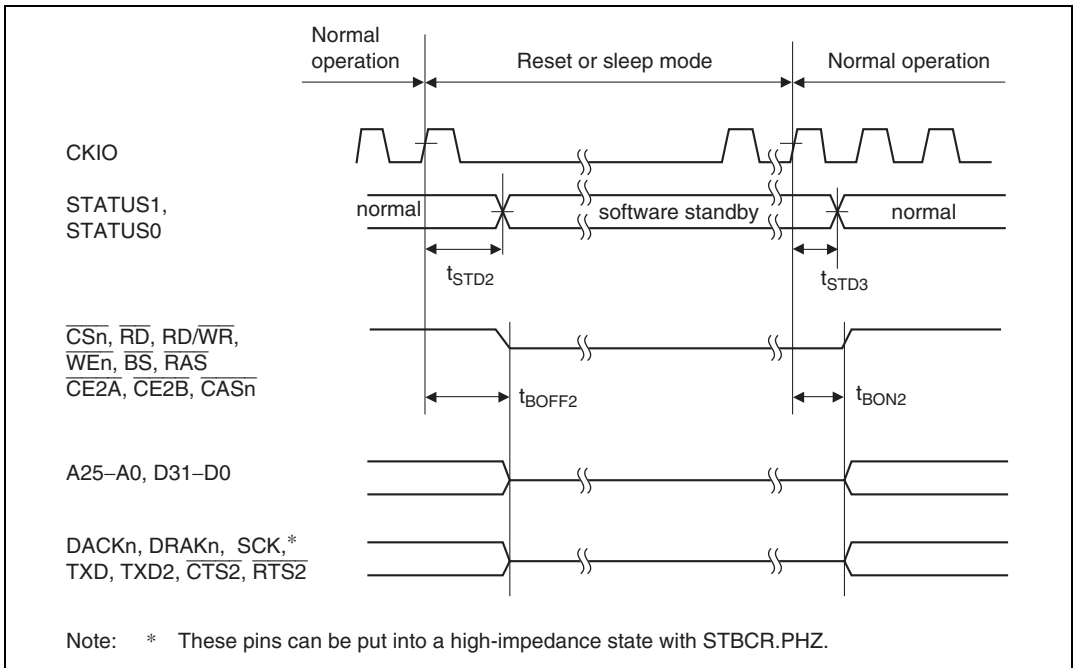 Normal
operation
Reset or sleep mode
Normal operation
CKIO
STATUS1,
STATUS0
normal
software standby
normal
tSTD2
tSTD3
CSn, RD, RD/WR,
WEn, BS, RAS
CE2A, CE2B, CASn
tBOFF2
tBON2
A25–A0, D31–D0
DACKn, DRAKn, SCK,*
TXD, TXD2, CTS2, RTS2
Note: * These pins can be put into a high-impedance state with STBCR.PHZ.